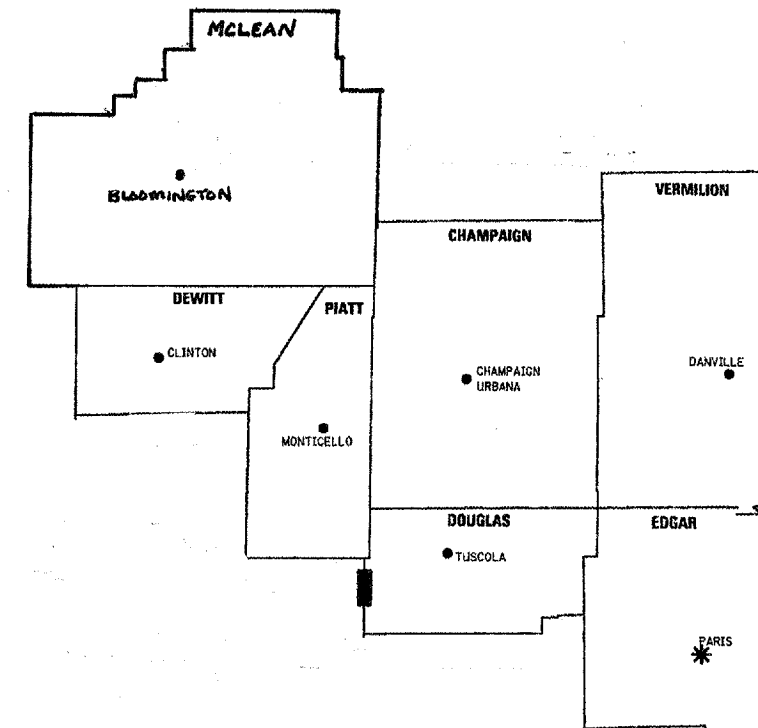 MCLEAN
BLOOMINGTON
VERMILION
CHAMPAIGN
DEWITT
PIATT
CLINTON
CHAMPAIGN
URBANA
DANVILLE
MONTICELLO
DOUGLAS
EDGAR
TUSCOLA
PARIS